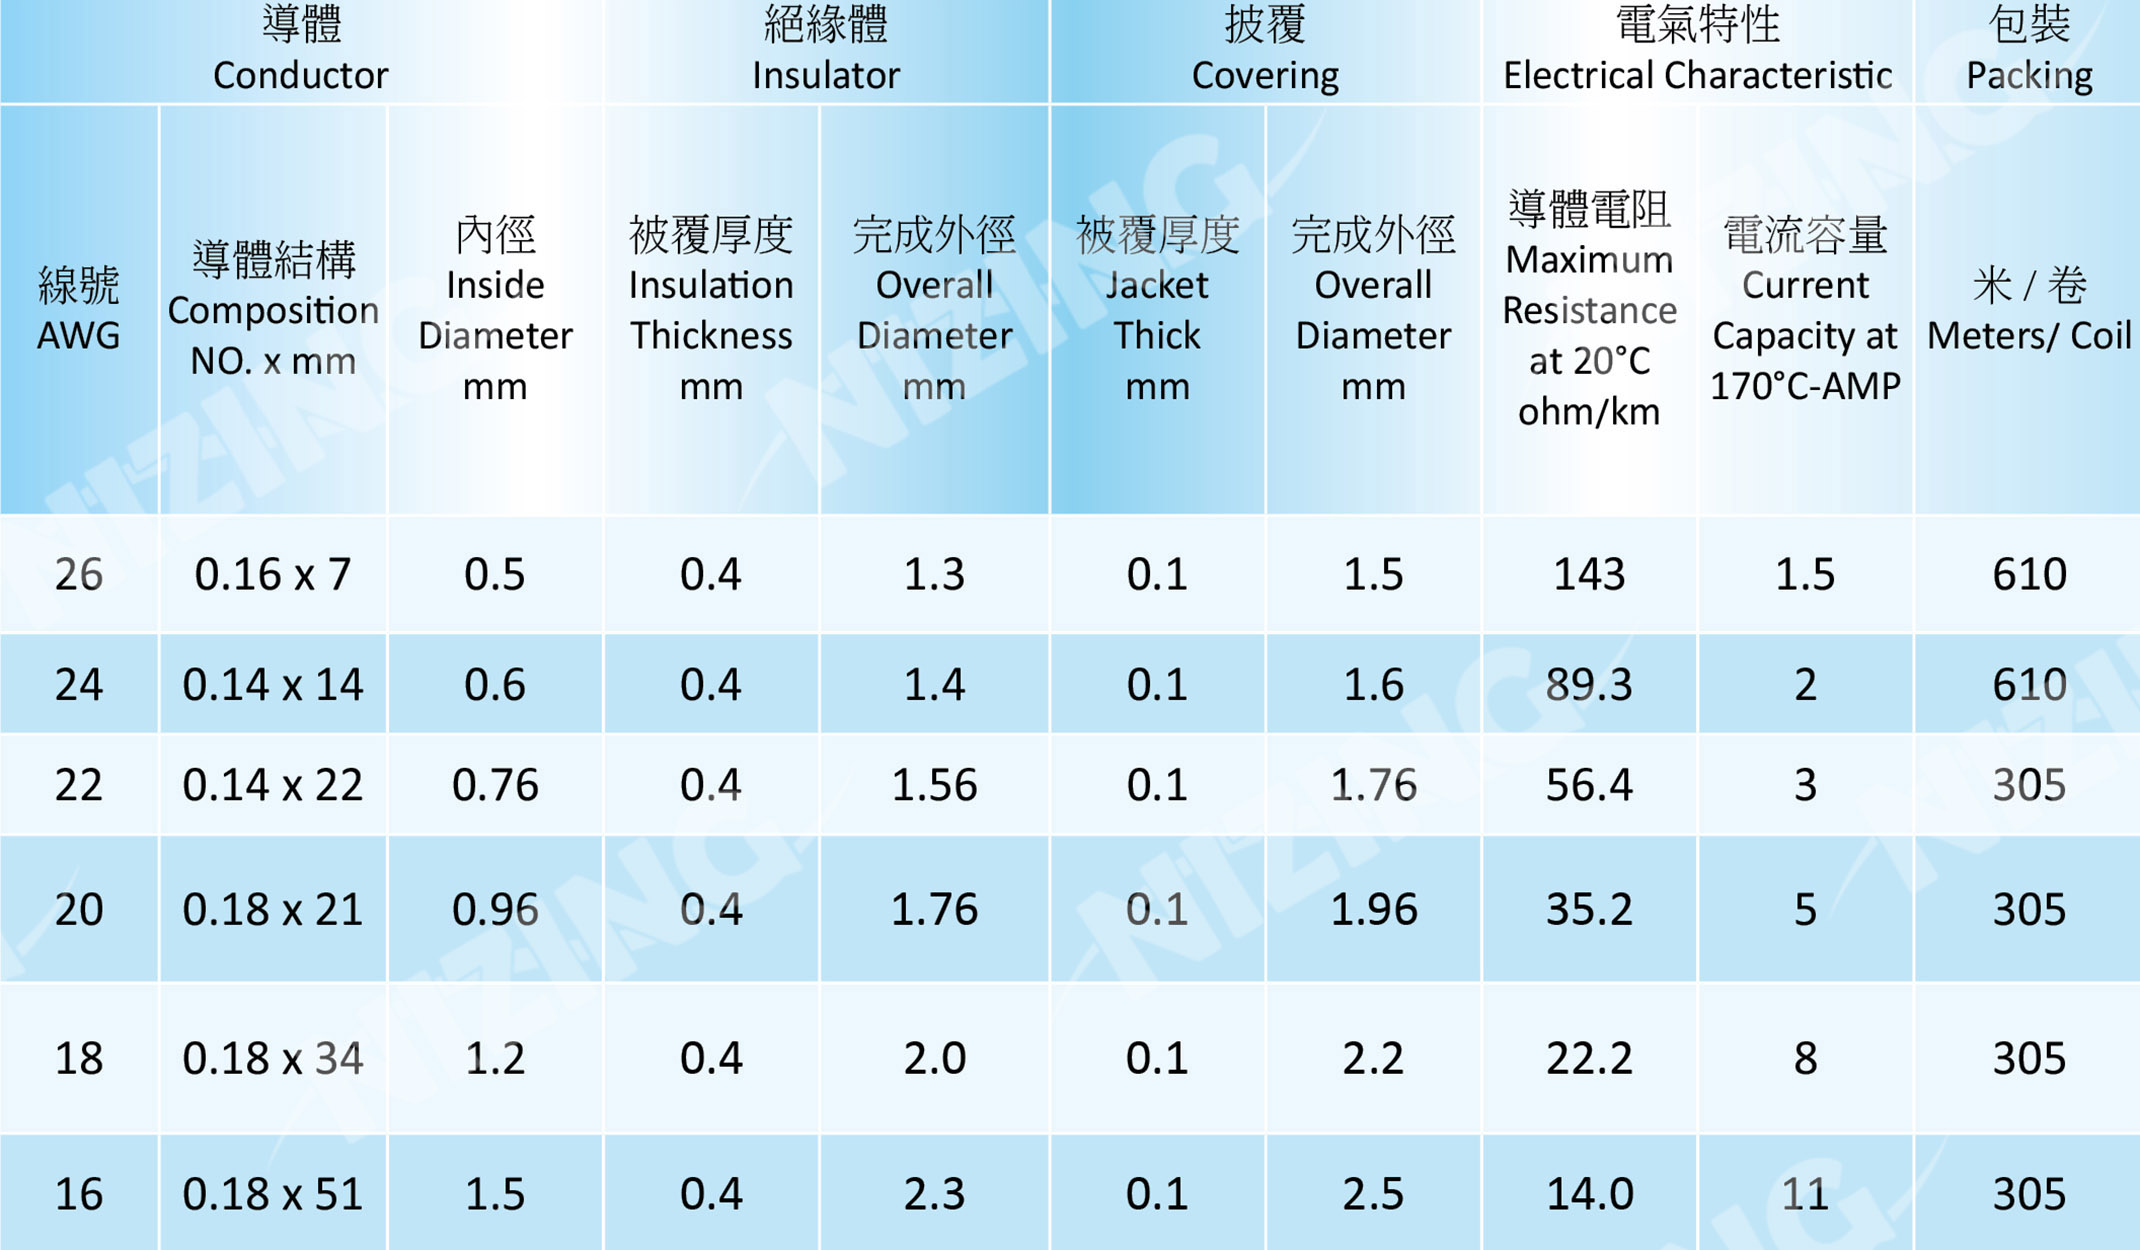 導體
Conductor
絕緣體
Insulator
披覆
Covering
電氣特性
Electrical Characteristic
包裝
Packing
線號
AWG
導體結構
Composition
NO. x mm
內徑
Inside
Diameter
mm
被覆厚度
Insulation
Thickness
mm
完成外徑
Overall
Diameter
mm
被覆厚度
Jacket
Thick
mm
完成外徑
Overall
Diameter
mm
導體電阻
Maximum
Resistance
at 20°C
ohm/km
電流容量
Current
Capacity at
170°C-AMP
米 / 卷
Meters/ Coil
26 0.16 x 7 0.5 0.4 1.3 0.1 1.5 143 1.5 610
24 0.14 x 14 0.6 0.4 1.4 0.1 1.6 89.3 2 610
22 0.14 x 22 0.76 0.4 1.56 0.1 1.76 56.4 3 305
20 0.18 x 21 0.96 0.4 1.76 0.1 1.96 35.2 5 305
18 0.18 x 34 1.2 0.4 2.0 0.1 2.2 22.2 8 305
16 0.18 x 51 1.5 0.4 2.3 0.1 2.5 14.0 11 305
NIZING
NIZING
NIZING
NIZING
NIZING
NIZING
NIZING